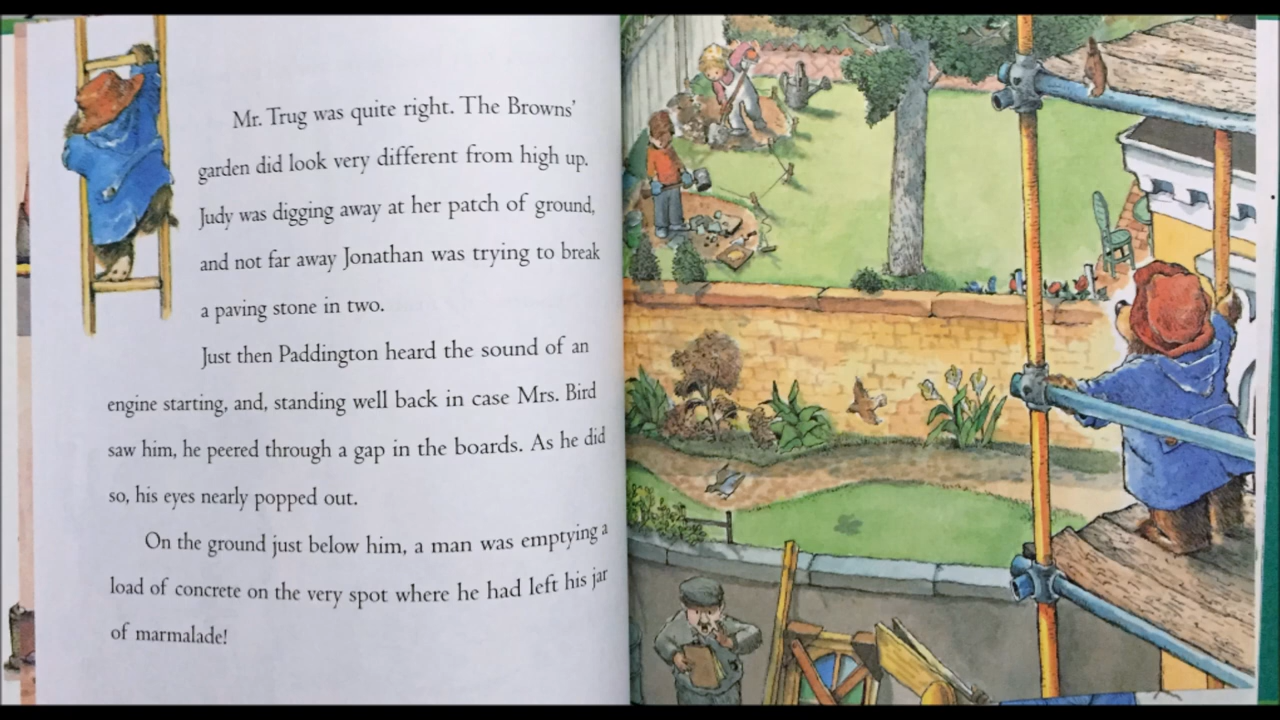 Mr. Trug was quite right. The Browns'
garden did look very different from high up.
Judy was digging away at her patch of ground,
and not far away Jonathan was trying to break
a paving stone in two.
Just then Paddington heard the sound of an
engine starting, and, standing well back in case Mrs. Bird
saw him, he peered through a gap in the boards. As he did
so, his eyes nearly popped out.
On the ground just below him, a man was emptying a
load of concrete on the very spot where he had left his jar
of marmalade!